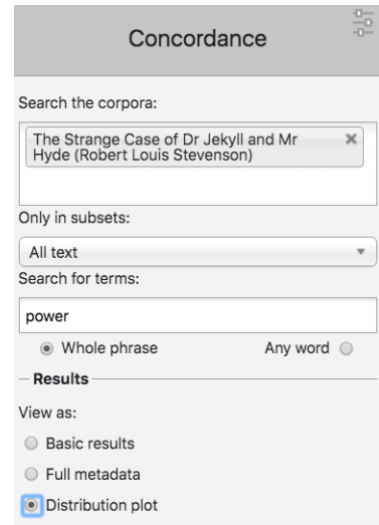 Concordance
Search the corpora:
The Strange Case of Dr Jekyll and Mr
Hyde (Robert Louis Stevenson)
Only in subsets:
All text
Search for terms:
power
Whole phrase Any word
Results
View as:
Basic results
Full metadata
Distribution plot